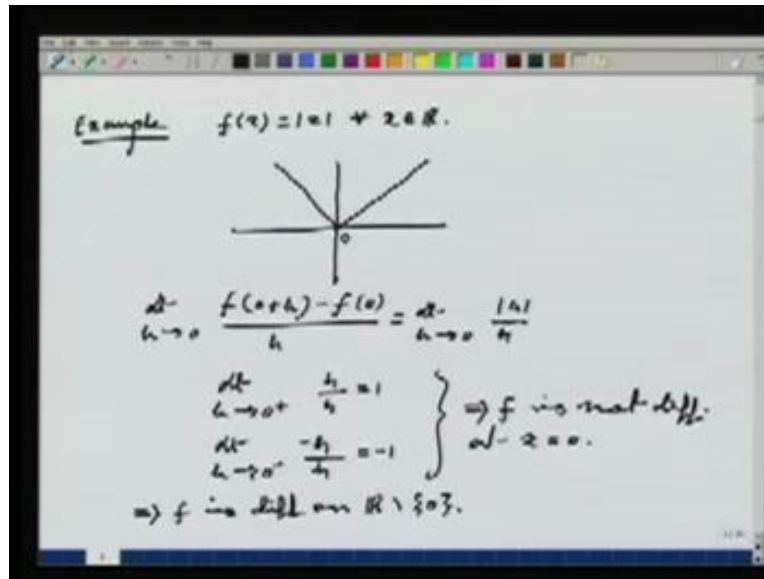 Example f(x) = |x| ∀ x ∈ ℝ.
0
lt h→0 f(0+h) - f(0) / h = lt h→0 |h| / h
lt h→0+ h/h = 1
lt h→0- -h/h = -1
} ⇒ f is not diff. at x = 0.
⇒ f is diff on ℝ \ {0}.